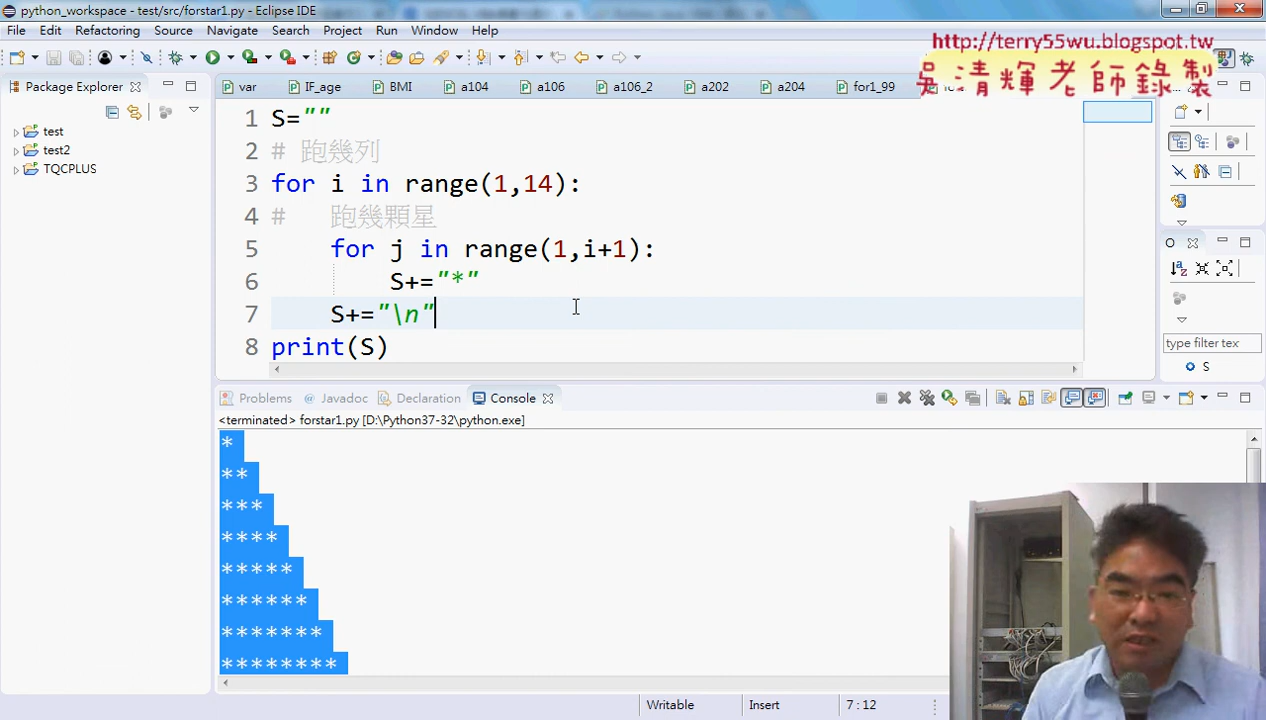 python_workspace - test/src/forstar1.py - Eclipse IDE
File Edit Refactoring Source Navigate Search Project Run Window Help
http://terry55wu.blogspot.tw
吳清輝老師錄製
Package Explorer
var IF_age BMI a104 a106 a106_2 a202 a204 for1_99
test
test2
TQCPLUS
1 S=""
2 # 跑幾列
3 for i in range(1,14):
4 #   跑幾顆星
5     for j in range(1,i+1):
6         S+="*"
7     S+="\n"
8 print(S)
O
type filter tex
S
Problems Javadoc Declaration Console
<terminated> forstar1.py [D:\Python37-32\python.exe]
*
**
***
****
*****
******
*******
********
Writable Insert 7 : 12